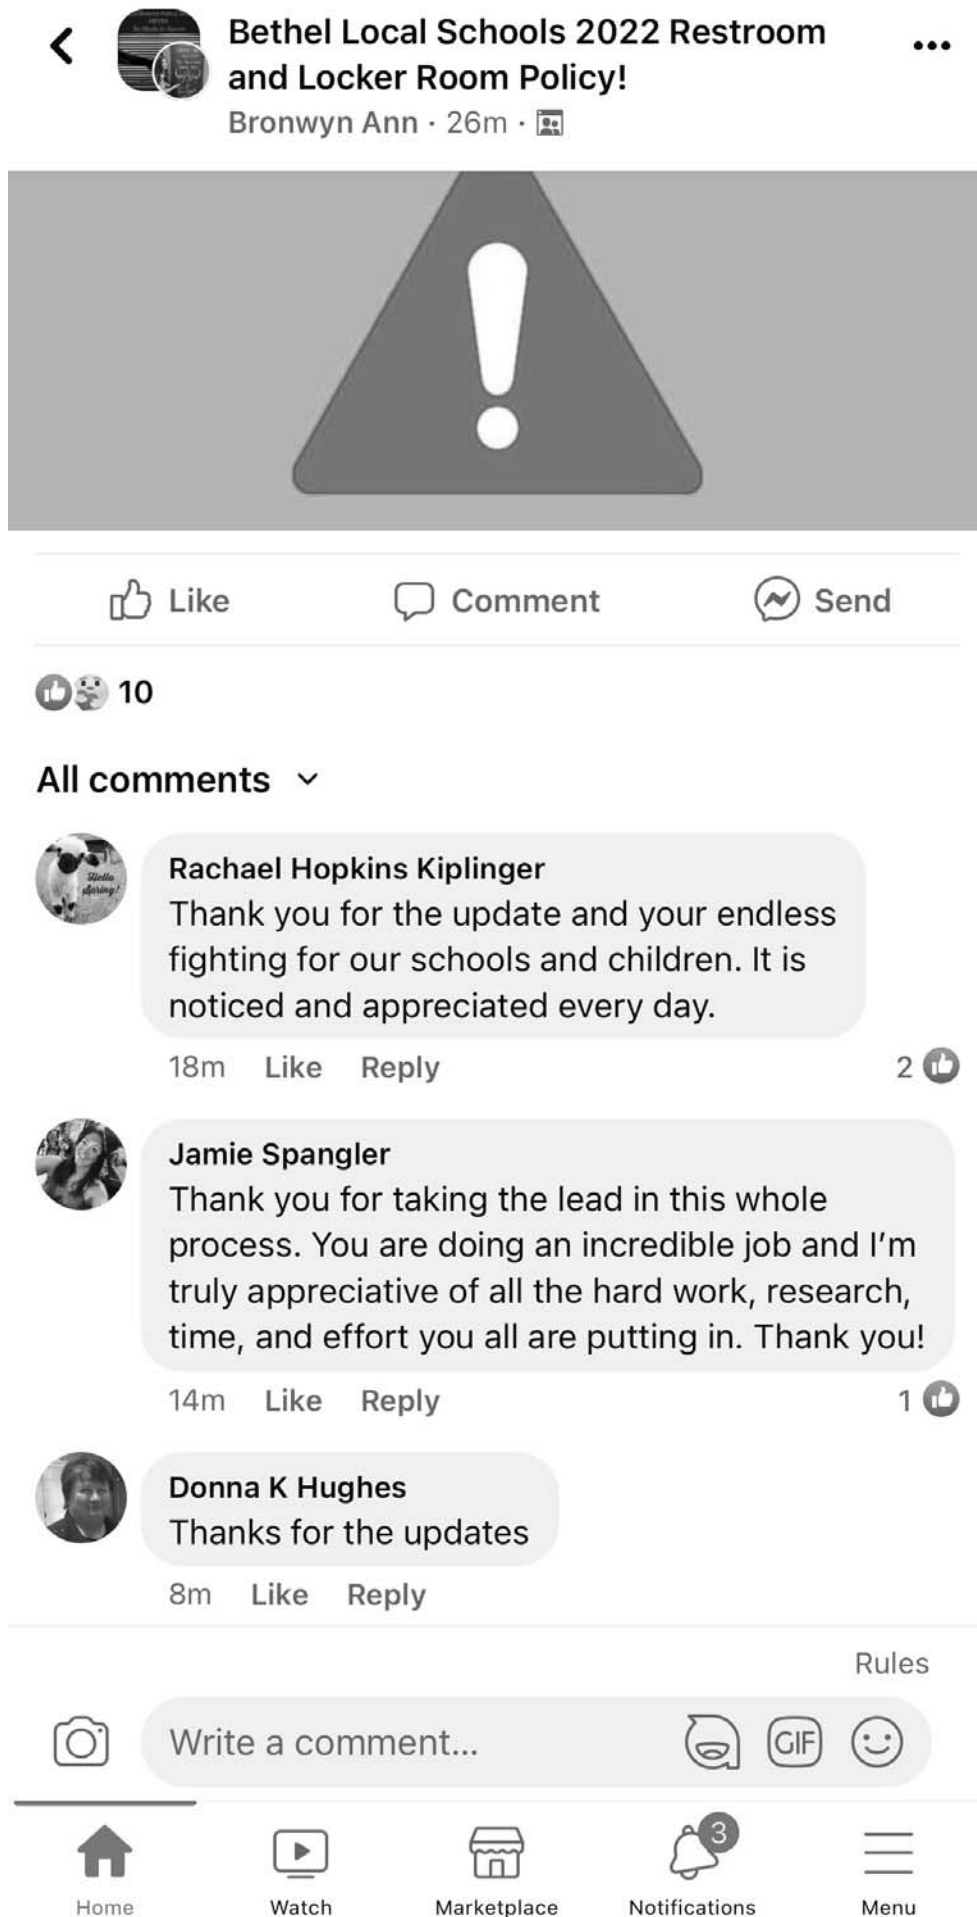 Bethel Local Schools 2022 Restroom
and Locker Room Policy!
Bronwyn Ann · 26m ·
Like Comment Send
10
All comments
Hello
Spring!
Rachael Hopkins Kiplinger
Thank you for the update and your endless
fighting for our schools and children. It is
noticed and appreciated every day.
18m Like Reply 2
Jamie Spangler
Thank you for taking the lead in this whole
process. You are doing an incredible job and I'm
truly appreciative of all the hard work, research,
time, and effort you all are putting in. Thank you!
14m Like Reply 1
Donna K Hughes
Thanks for the updates
8m Like Reply
Rules
Write a comment...
GIF
3
Home Watch Marketplace Notifications Menu